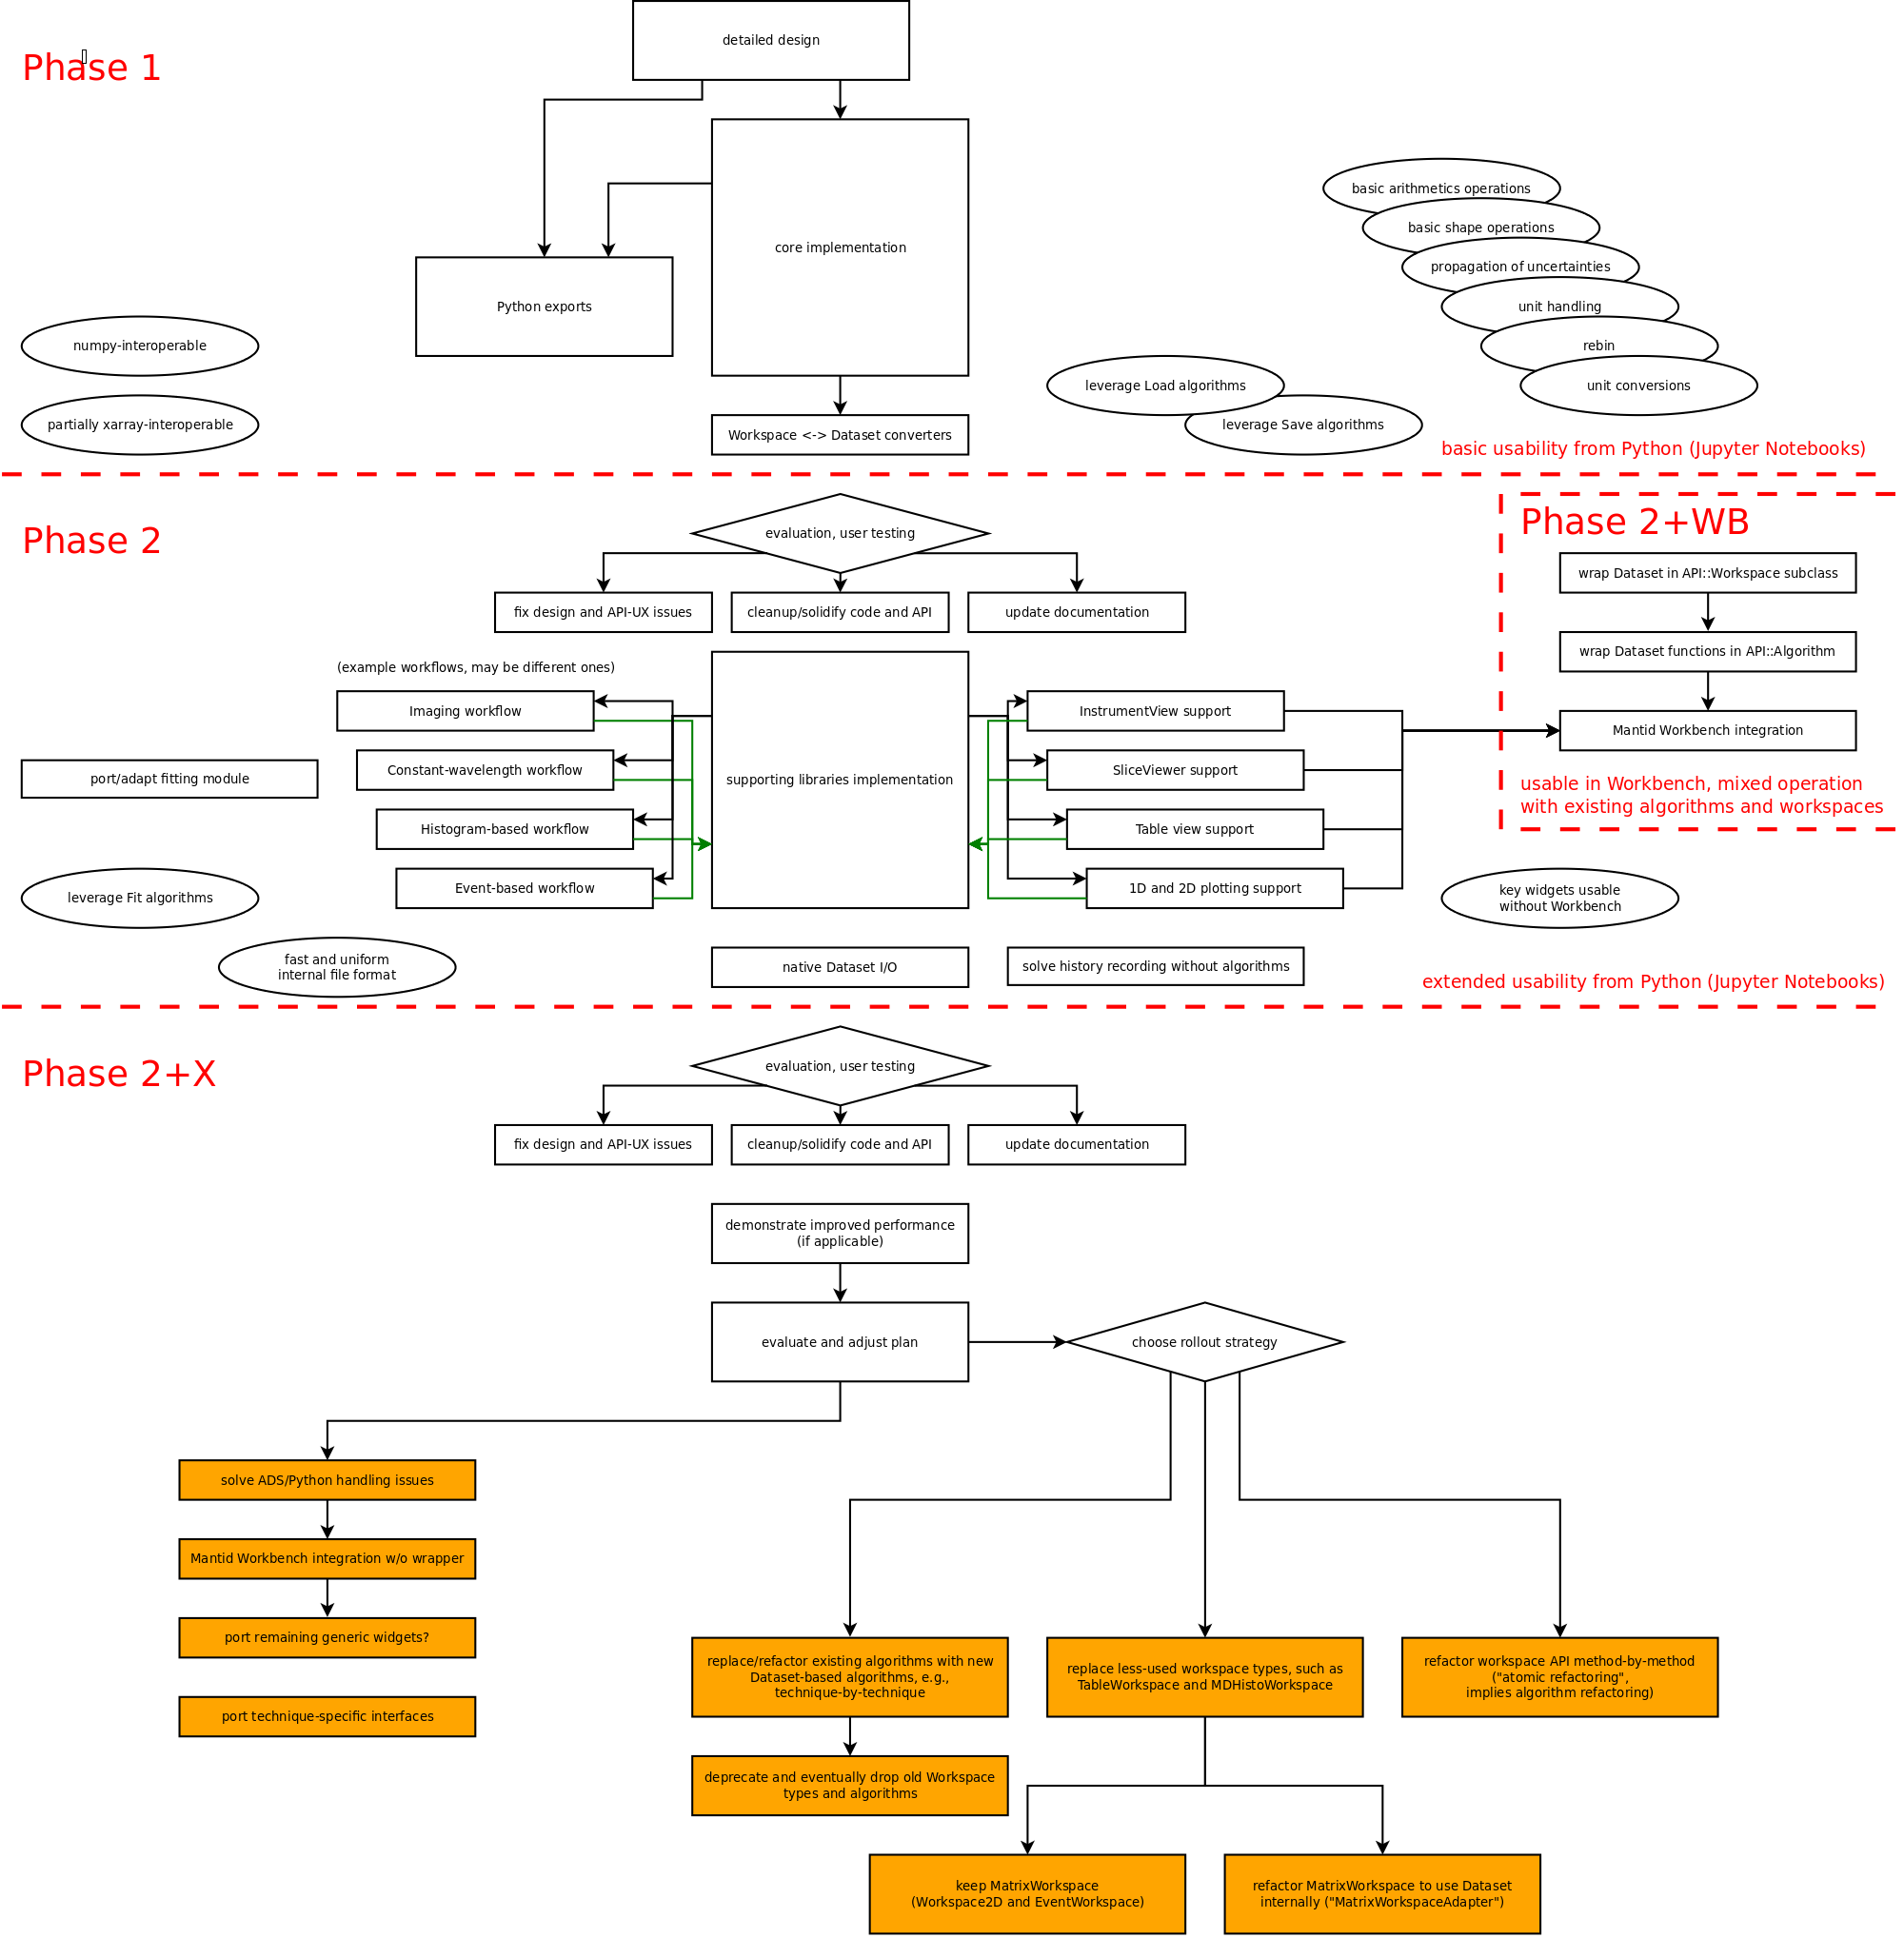 detailed design
Phase 1
core implementation
Python exports
basic arithmetics operations
basic shape operations
propagation of uncertainties
unit handling
rebin
unit conversions
numpy-interoperable
partially xarray-interoperable
leverage Load algorithms
leverage Save algorithms
Workspace <-> Dataset converters
basic usability from Python (Jupyter Notebooks)
Phase 2
evaluation, user testing
fix design and API-UX issues
cleanup/solidify code and API
update documentation
Phase 2+WB
wrap Dataset in API::Workspace subclass
wrap Dataset functions in API::Algorithm
Mantid Workbench integration
usable in Workbench, mixed operation
with existing algorithms and workspaces
(example workflows, may be different ones)
Imaging workflow
Constant-wavelength workflow
Histogram-based workflow
Event-based workflow
port/adapt fitting module
supporting libraries implementation
InstrumentView support
SliceViewer support
Table view support
1D and 2D plotting support
leverage Fit algorithms
key widgets usable
without Workbench
fast and uniform
internal file format
native Dataset I/O
solve history recording without algorithms
extended usability from Python (Jupyter Notebooks)
Phase 2+X
evaluation, user testing
fix design and API-UX issues
cleanup/solidify code and API
update documentation
demonstrate improved performance
(if applicable)
evaluate and adjust plan
choose rollout strategy
solve ADS/Python handling issues
Mantid Workbench integration w/o wrapper
port remaining generic widgets?
port technique-specific interfaces
replace/refactor existing algorithms with new
Dataset-based algorithms, e.g.,
technique-by-technique
replace less-used workspace types, such as
TableWorkspace and MDHistoWorkspace
refactor workspace API method-by-method
("atomic refactoring",
implies algorithm refactoring)
deprecate and eventually drop old Workspace
types and algorithms
keep MatrixWorkspace
(Workspace2D and EventWorkspace)
refactor MatrixWorkspace to use Dataset
internally ("MatrixWorkspaceAdapter")